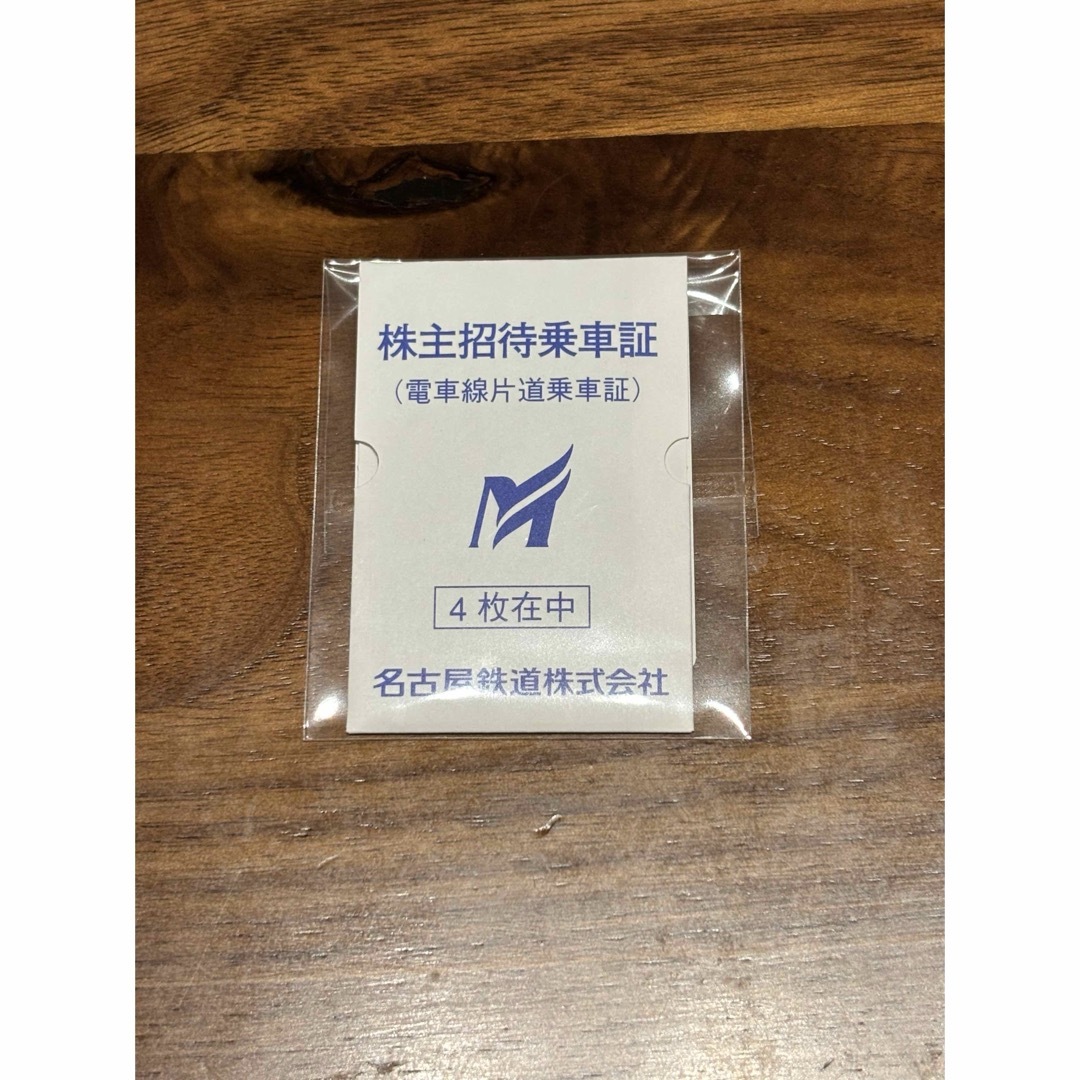 株主招待乗車証
（電車線片道乗車証）
4枚在中
名古屋鉄道株式会社